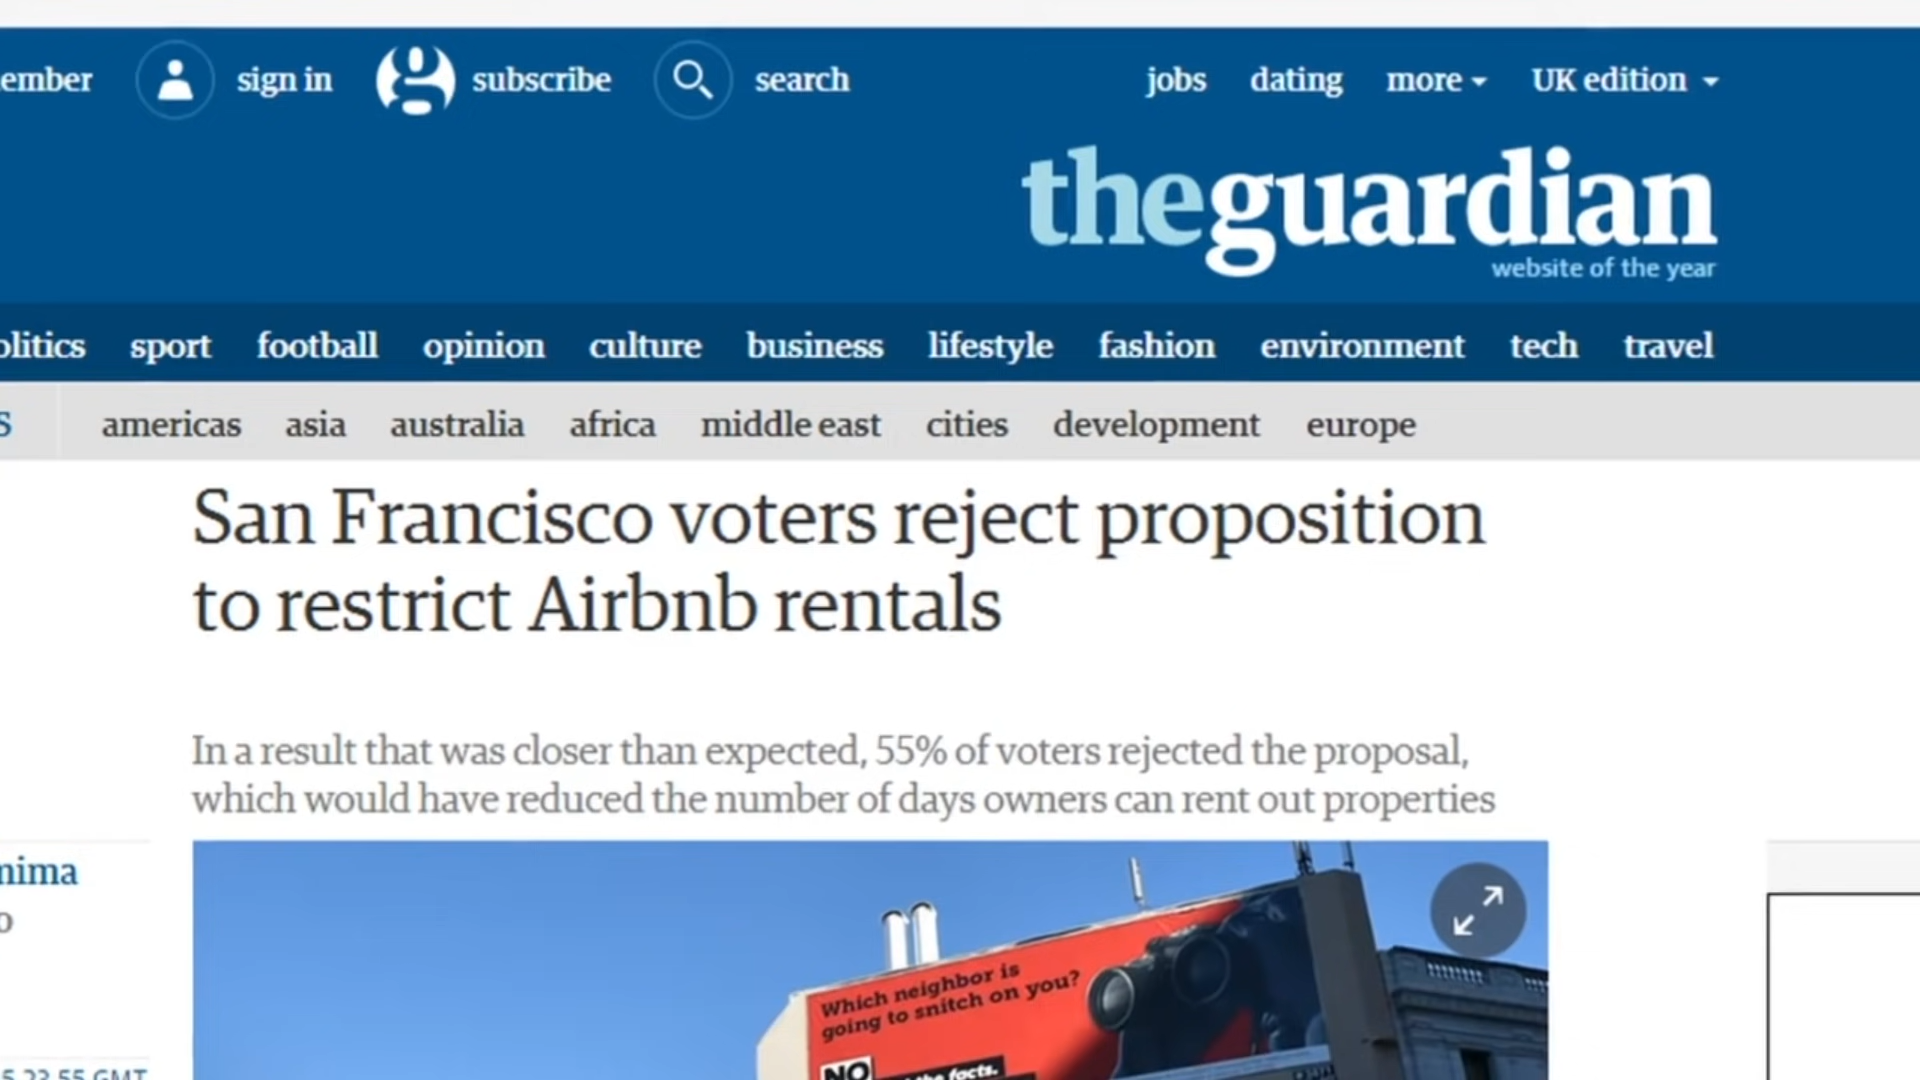 sign in subscribe search jobs dating more UK edition
theguardian
website of the year
sport football opinion culture business lifestyle fashion environment tech travel
americas asia australia africa middle east cities development europe
San Francisco voters reject proposition
to restrict Airbnb rentals
In a result that was closer than expected, 55% of voters rejected the proposal,
which would have reduced the number of days owners can rent out properties
Which neighbor is
going to snitch on you?
NO
facts.